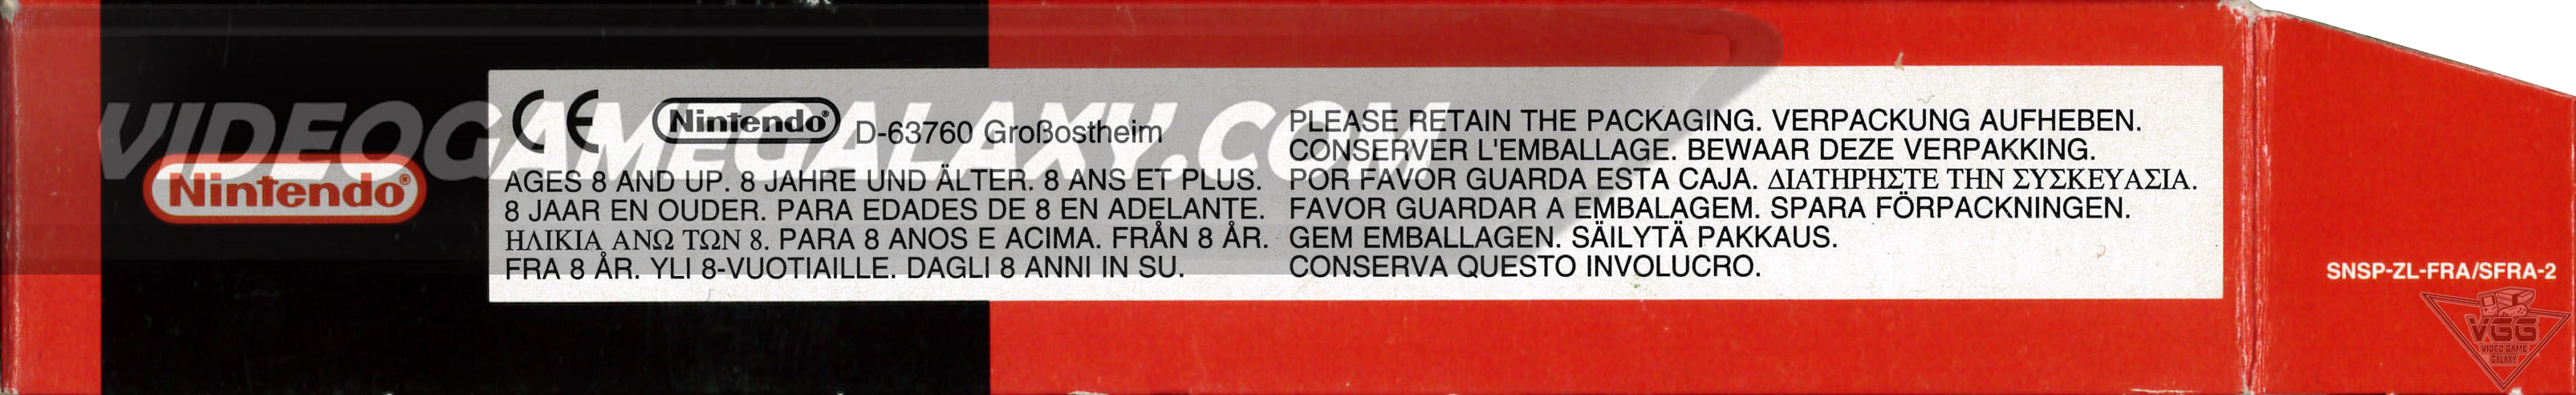 VIDEOGAMEGALAXY.COM
Nintendo®
CE Nintendo® D-63760 Großostheim
AGES 8 AND UP. 8 JAHRE UND ÄLTER. 8 ANS ET PLUS.
8 JAAR EN OUDER. PARA EDADES DE 8 EN ADELANTE.
ΗΛΙΚΙΑ ΑΝΩ ΤΩΝ 8. PARA 8 ANOS E ACIMA. FRÅN 8 ÅR.
FRA 8 ÅR. YLI 8-VUOTIAILLE. DAGLI 8 ANNI IN SU.
PLEASE RETAIN THE PACKAGING. VERPACKUNG AUFHEBEN.
CONSERVER L'EMBALLAGE. BEWAAR DEZE VERPAKKING.
POR FAVOR GUARDA ESTA CAJA. ΔΙΑΤΗΡΗΣΤΕ ΤΗΝ ΣΥΣΚΕΥΑΣΙΑ.
FAVOR GUARDAR A EMBALAGEM. SPARA FÖRPACKNINGEN.
GEM EMBALLAGEN. SÄILYTÄ PAKKAUS.
CONSERVA QUESTO INVOLUCRO.
SNSP-ZL-FRA/SFRA-2
VGG
VIDEO GAME
GALAXY